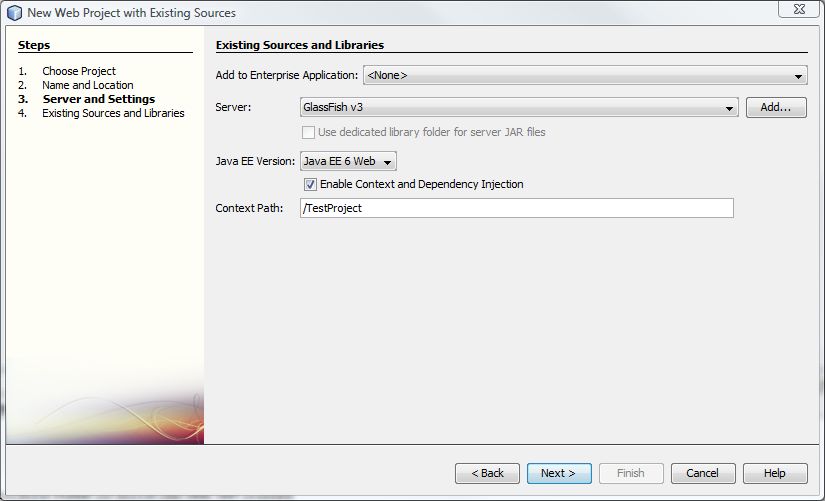 New Web Project with Existing Sources
Steps
1. Choose Project
2. Name and Location
3. Server and Settings
4. Existing Sources and Libraries
Existing Sources and Libraries
Add to Enterprise Application: <None>
Server: GlassFish v3 Add...
Use dedicated library folder for server JAR files
Java EE Version: Java EE 6 Web
Enable Context and Dependency Injection
Context Path: /TestProject
< Back Next > Finish Cancel Help